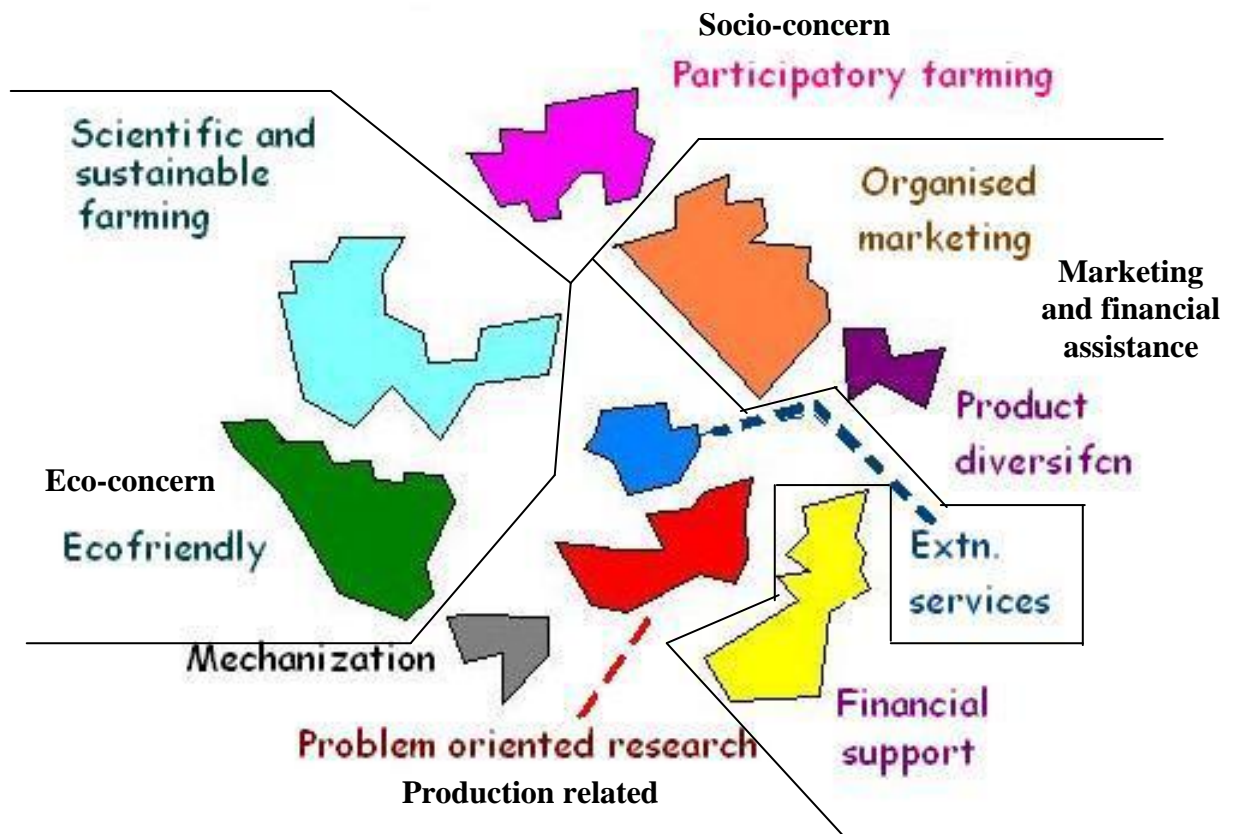 Socio-concern
Participatory farming
Scientific and
sustainable
farming
Organised
marketing
Marketing
and financial
assistance
Product
diversifcn
Eco-concern
Ecofriendly
Extn.
services
Mechanization
Financial
support
Problem oriented research
Production related